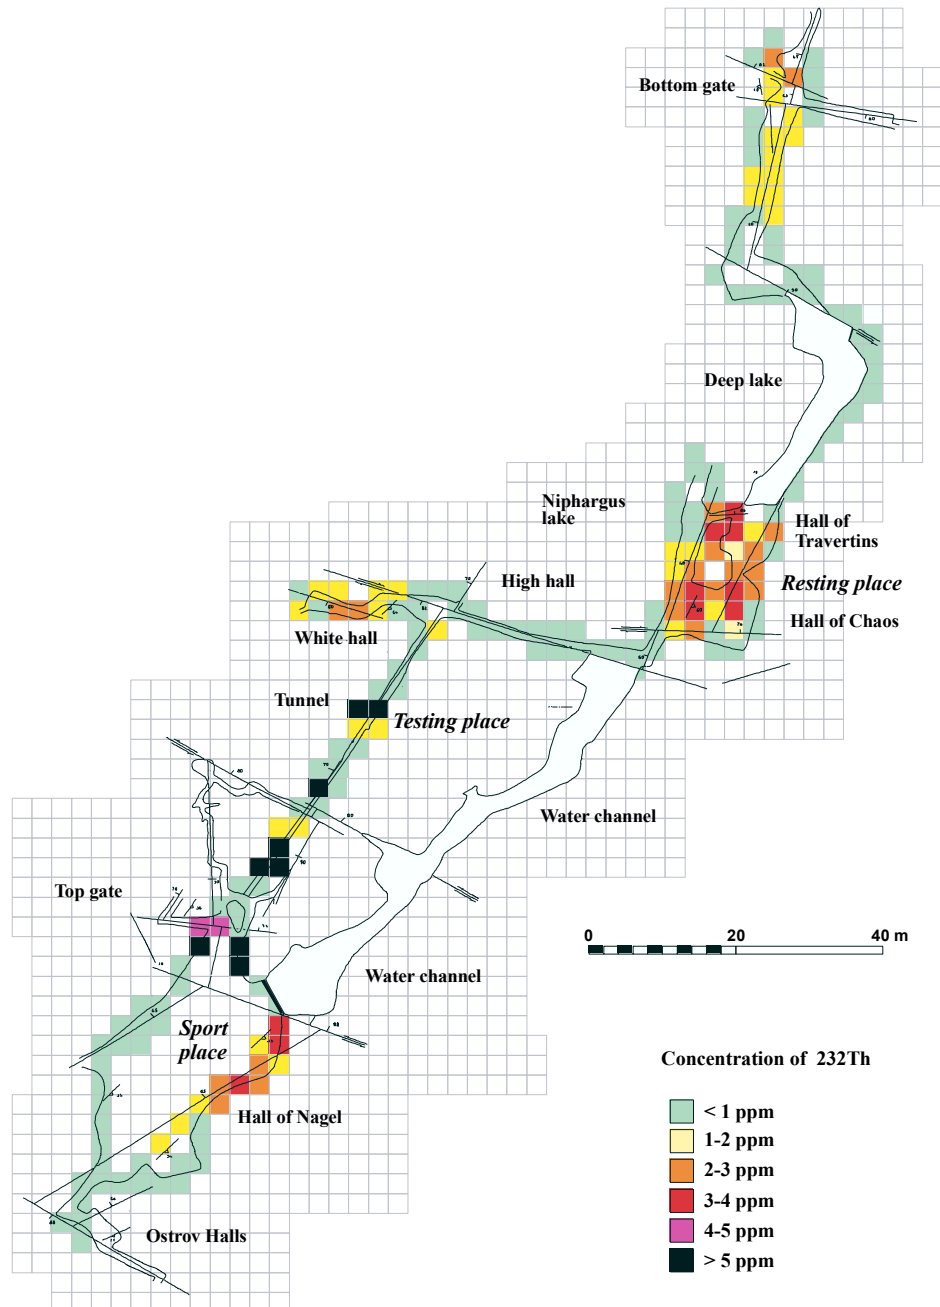 Bottom gate
Deep lake
Niphargus
lake
Hall of
Travertins
High hall
Resting place
Hall of Chaos
White hall
Tunnel
Testing place
Water channel
Top gate
0 20 40 m
Water channel
Sport
place
Concentration of 232Th
Hall of Nagel
< 1 ppm
1-2 ppm
2-3 ppm
3-4 ppm
4-5 ppm
> 5 ppm
Ostrov Halls